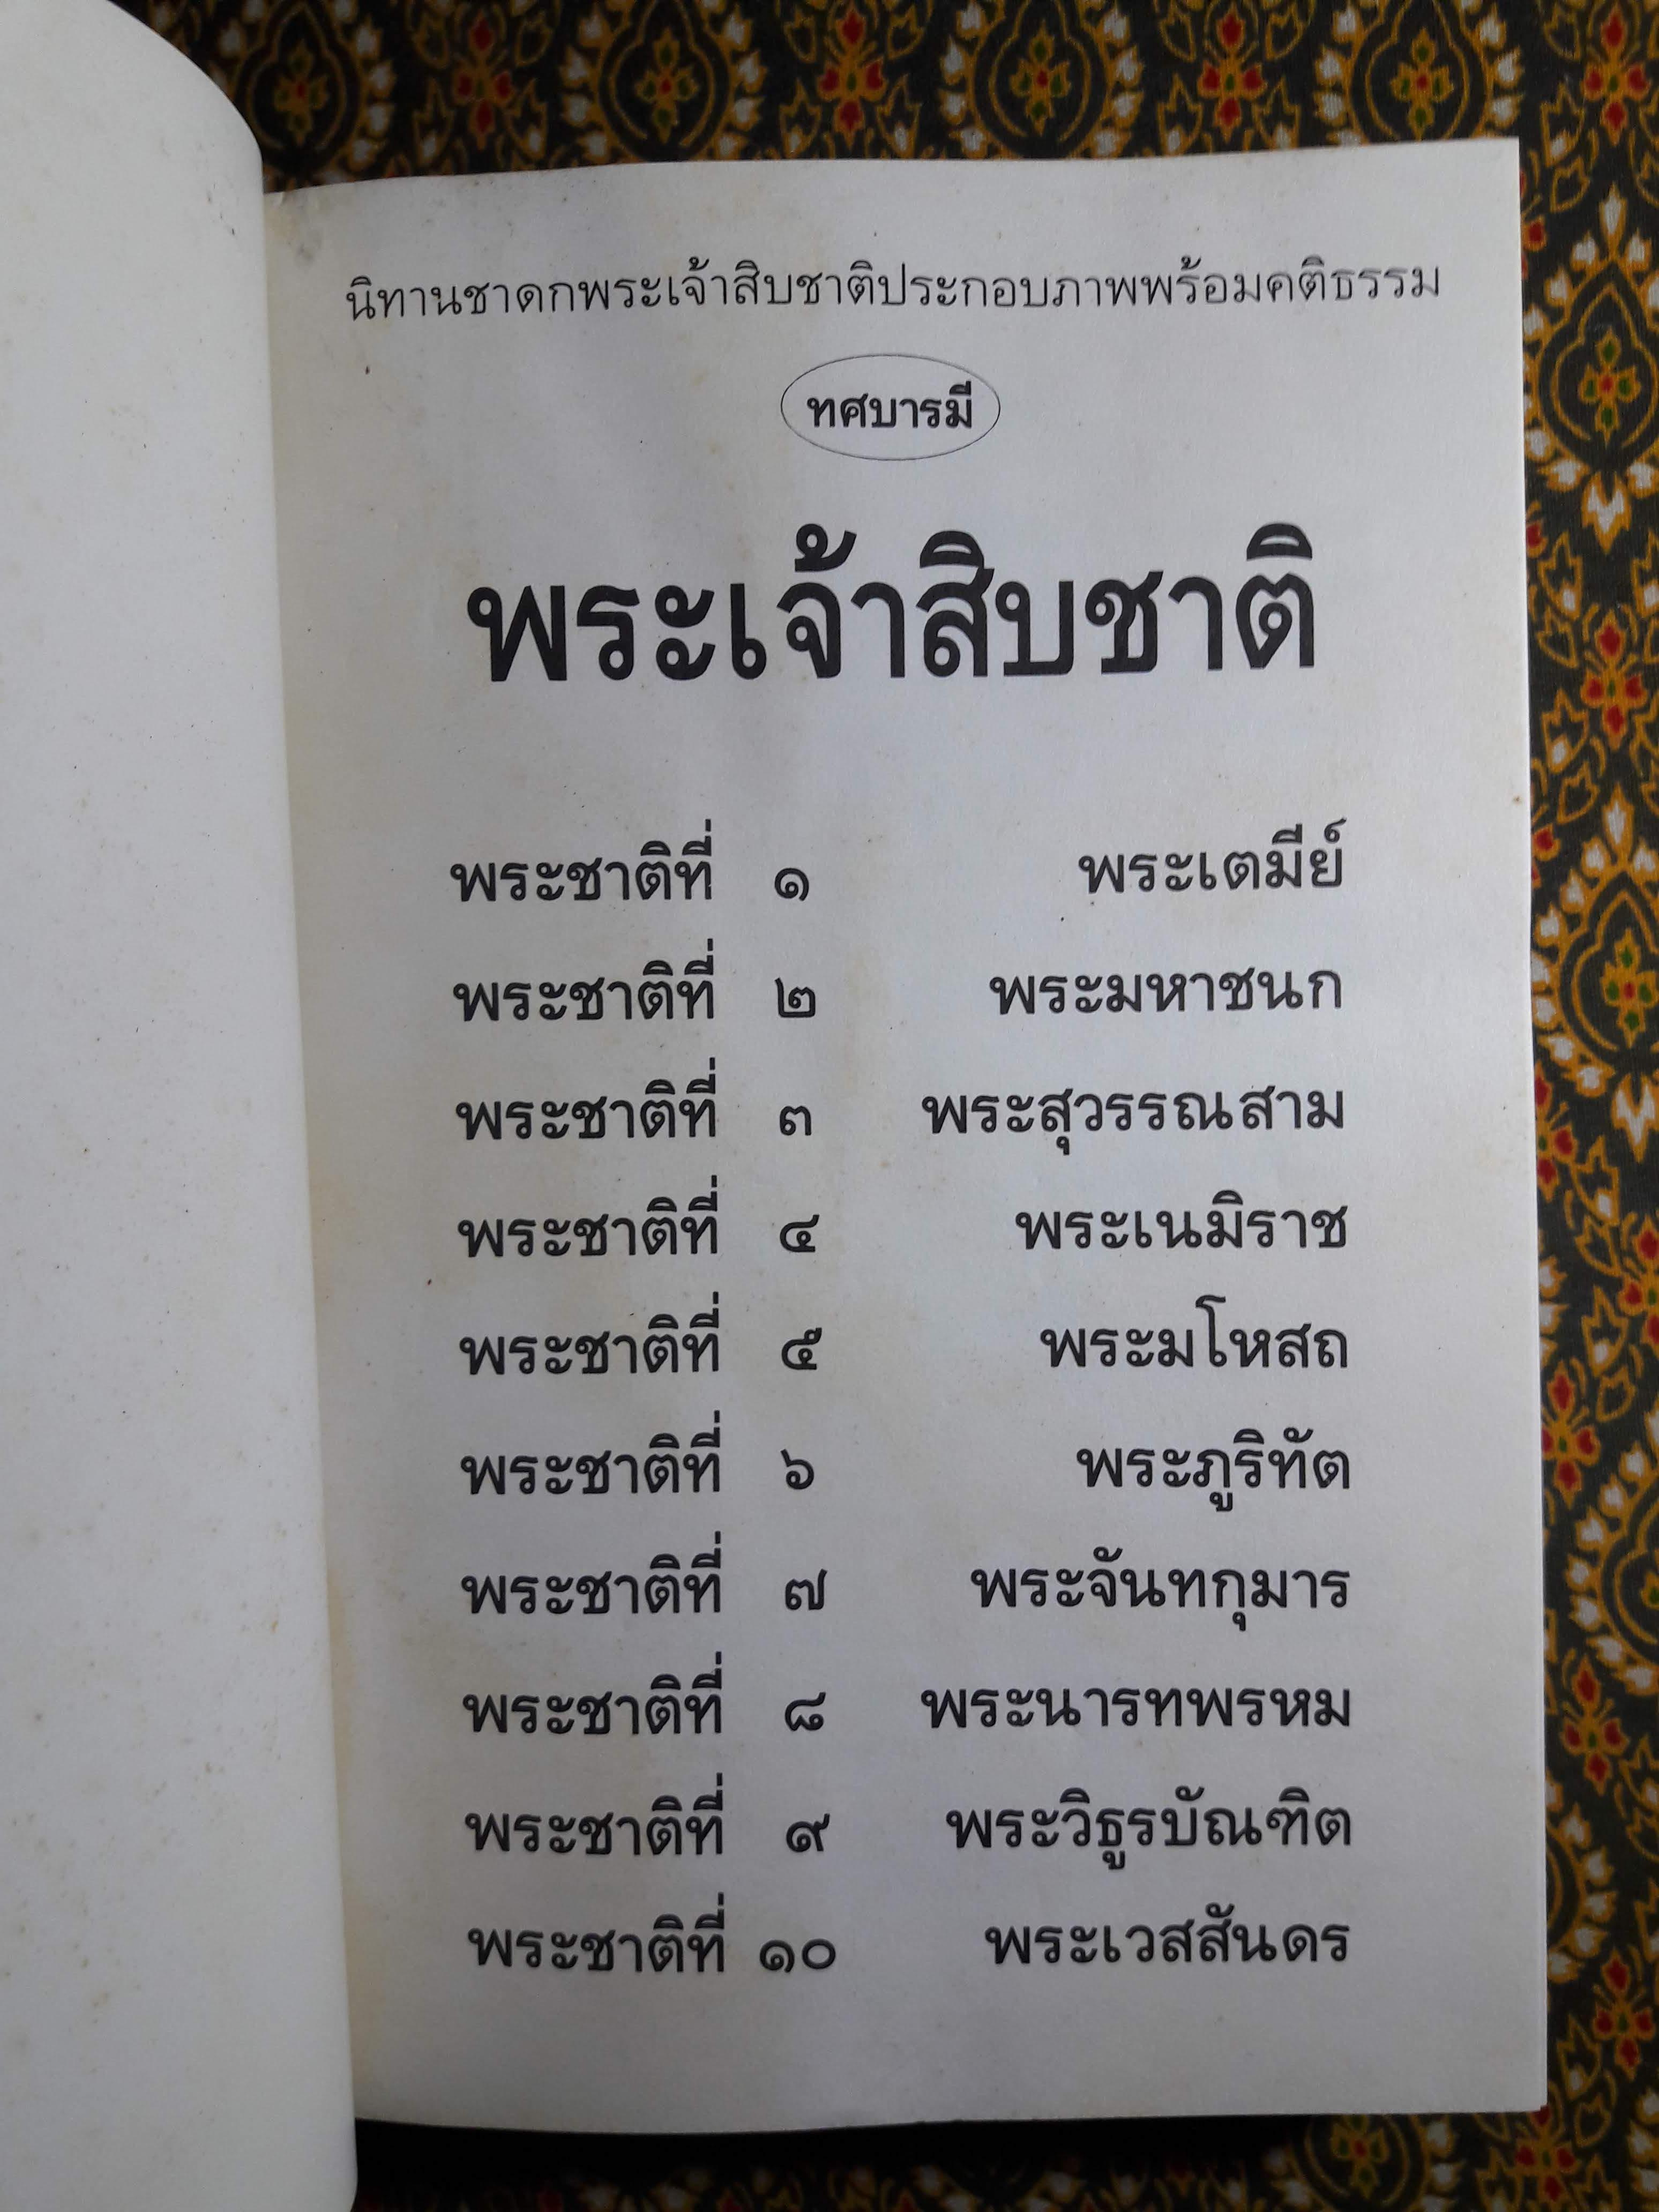 นิทานชาดกพระเจ้าสิบชาติประกอบภาพพร้อมคติธรรม
ทศบารมี
พระเจ้าสิบชาติ
พระชาติที่ ๑ พระเตมีย์
พระชาติที่ ๒ พระมหาชนก
พระชาติที่ ๓ พระสุวรรณสาม
พระชาติที่ ๔ พระเนมิราช
พระชาติที่ ๕ พระมโหสถ
พระชาติที่ ๖ พระภูริทัต
พระชาติที่ ๗ พระจันทกุมาร
พระชาติที่ ๘ พระนารทพรหม
พระชาติที่ ๙ พระวิธูรบัณฑิต
พระชาติที่ ๑๐ พระเวสสันดร